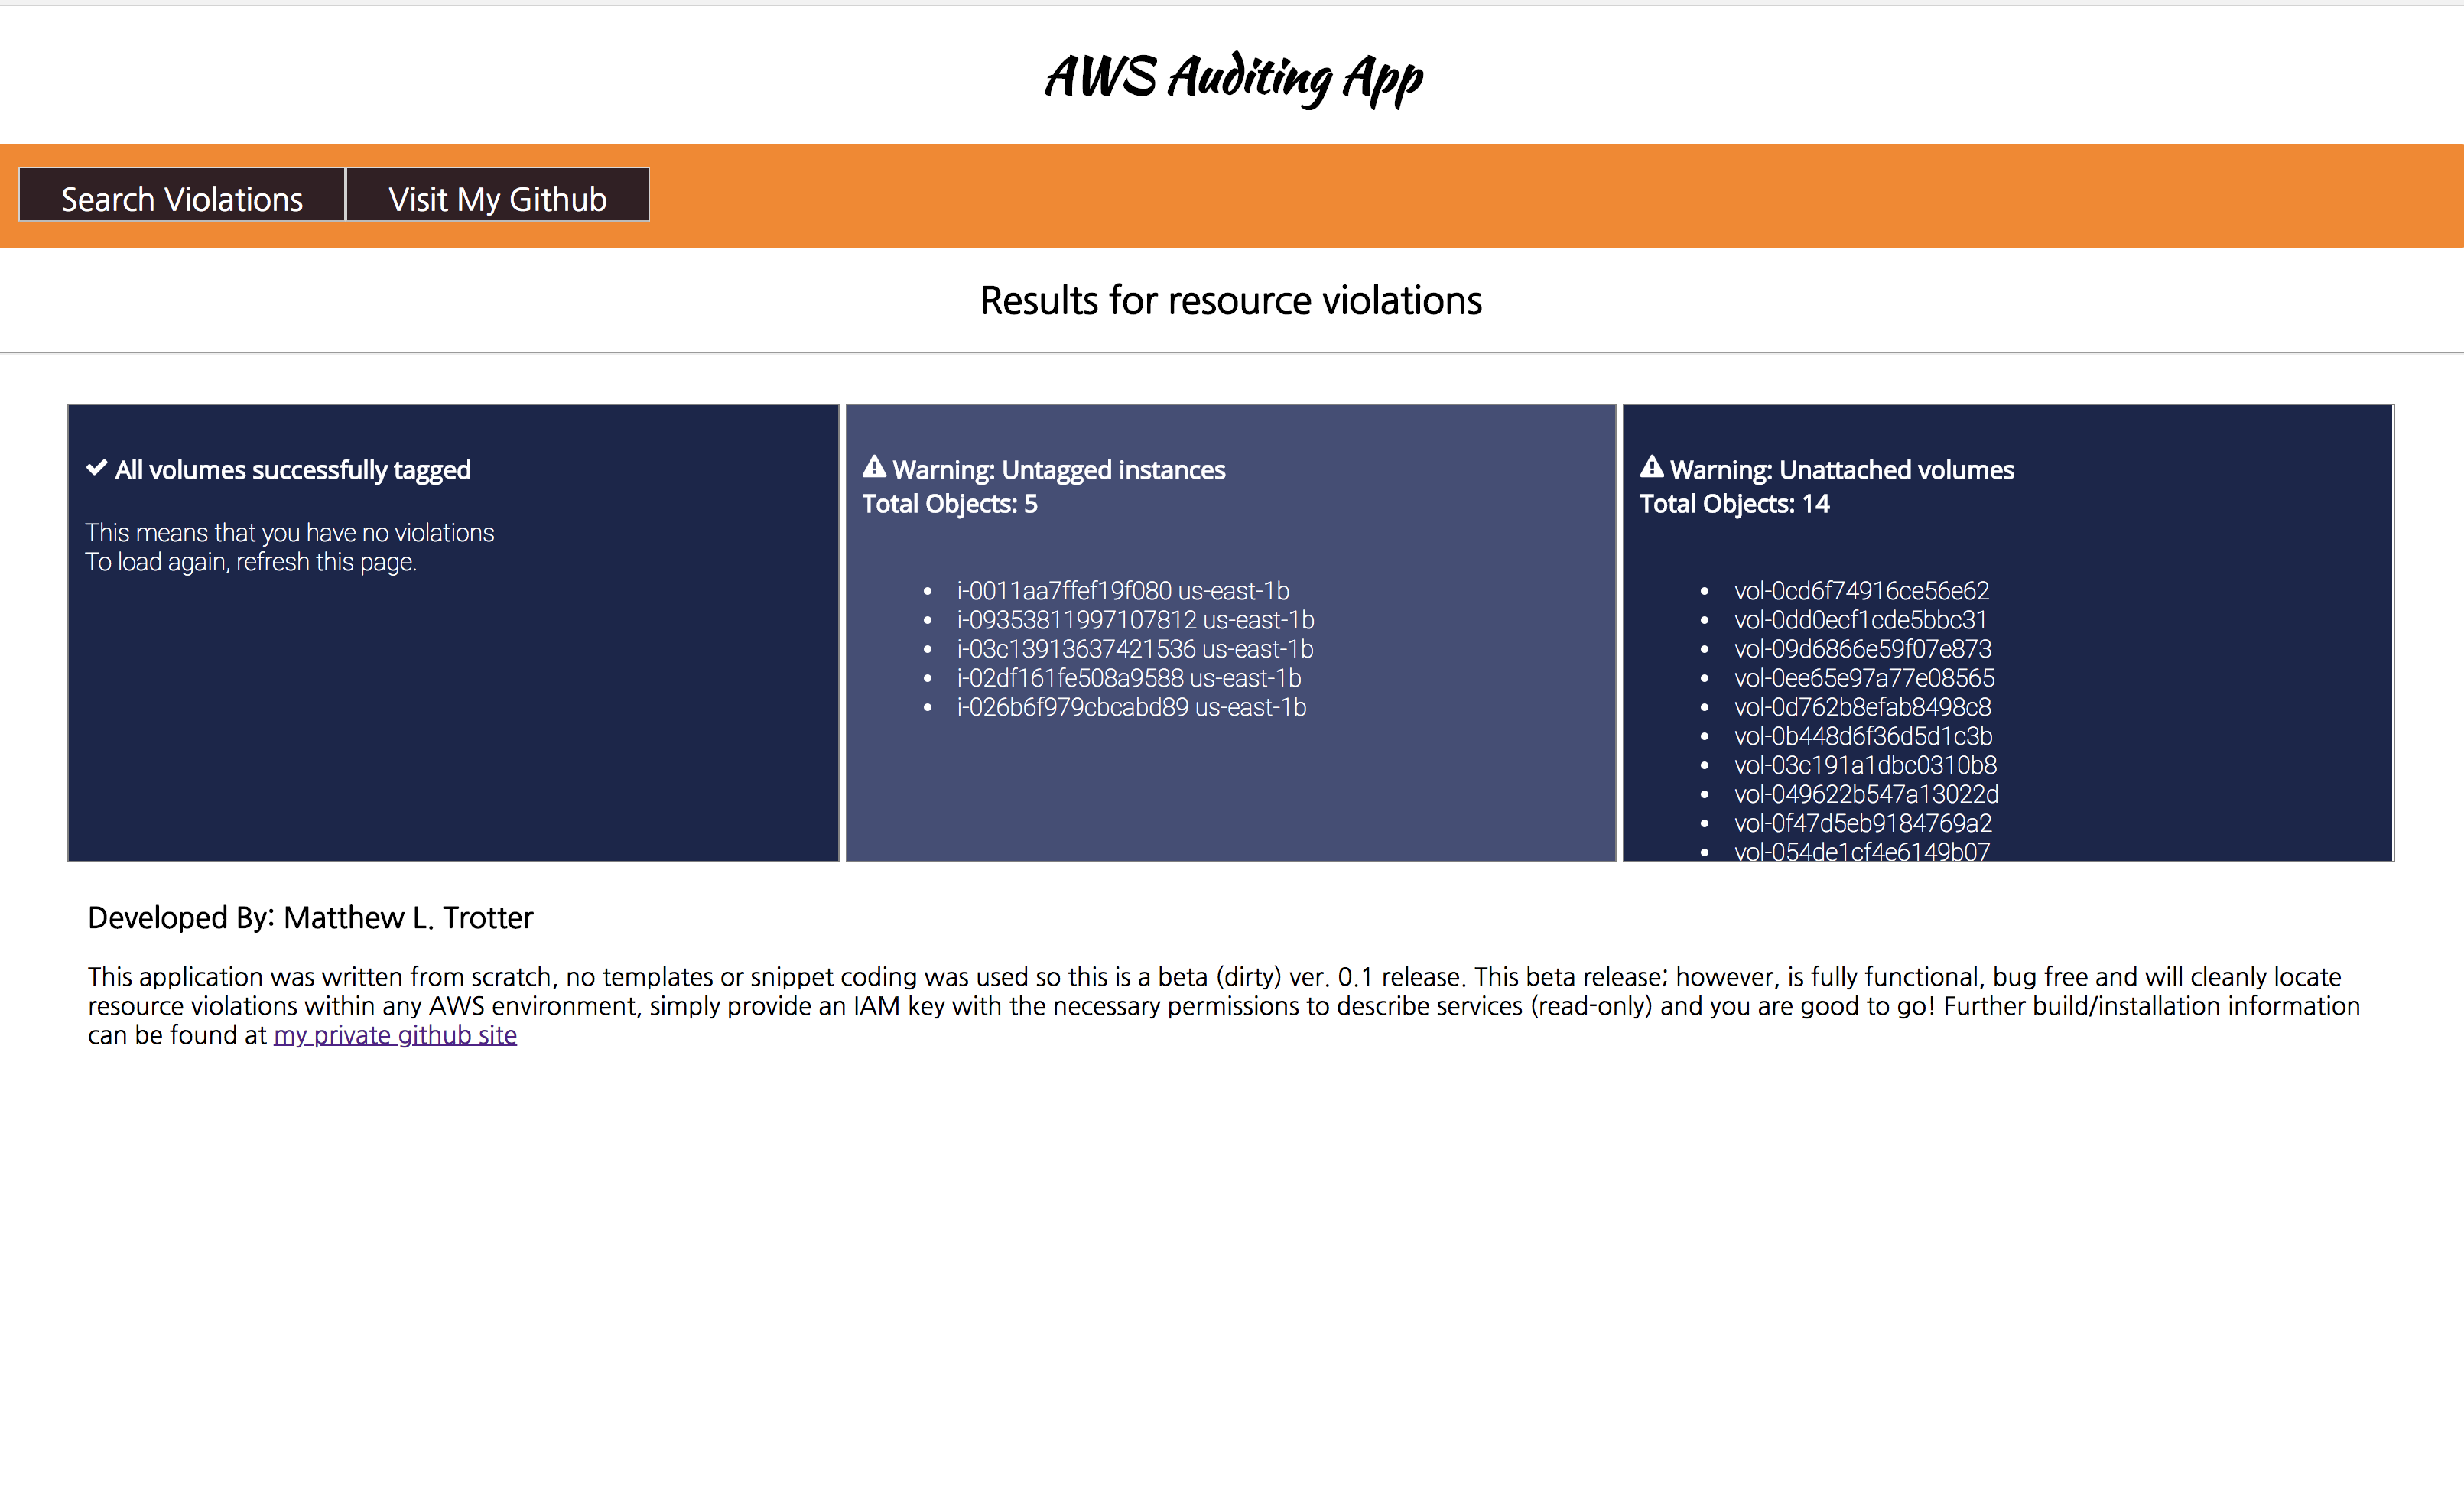 AWS Auditing App
Search Violations
Visit My Github
Results for resource violations
All volumes successfully tagged
This means that you have no violations
To load again, refresh this page.
Warning: Untagged instances
Total Objects: 5
i-0011aa7ffef19f080 us-east-1b
i-09353811997107812 us-east-1b
i-03c13913637421536 us-east-1b
i-02df161fe508a9588 us-east-1b
i-026b6f979cbcabd89 us-east-1b
Warning: Unattached volumes
Total Objects: 14
vol-0cd6f74916ce56e62
vol-0dd0ecf1cde5bbc31
vol-09d6866e59f07e873
vol-0ee65e97a77e08565
vol-0d762b8efab8498c8
vol-0b448d6f36d5d1c3b
vol-03c191a1dbc0310b8
vol-049622b547a13022d
vol-0f47d5eb9184769a2
vol-054de1cf4e6149b07
Developed By: Matthew L. Trotter
This application was written from scratch, no templates or snippet coding was used so this is a beta (dirty) ver. 0.1 release. This beta release; however, is fully functional, bug free and will cleanly locate
resource violations within any AWS environment, simply provide an IAM key with the necessary permissions to describe services (read-only) and you are good to go! Further build/installation information
can be found at my private github site